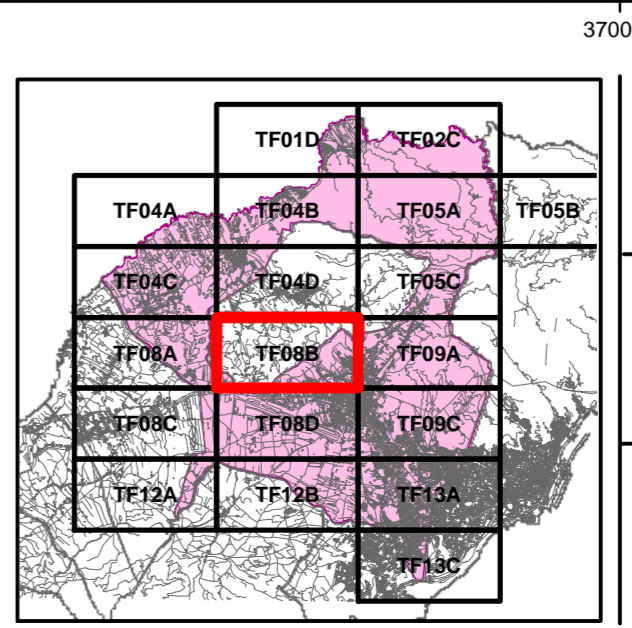 3700
TF01D TF02C
TF04A TF04B TF05A TF05B
TF04C TF04D TF05C
TF08A TF08B TF09A
TF08C TF08D TF09C
TF12A TF12B TF13A
TF13C